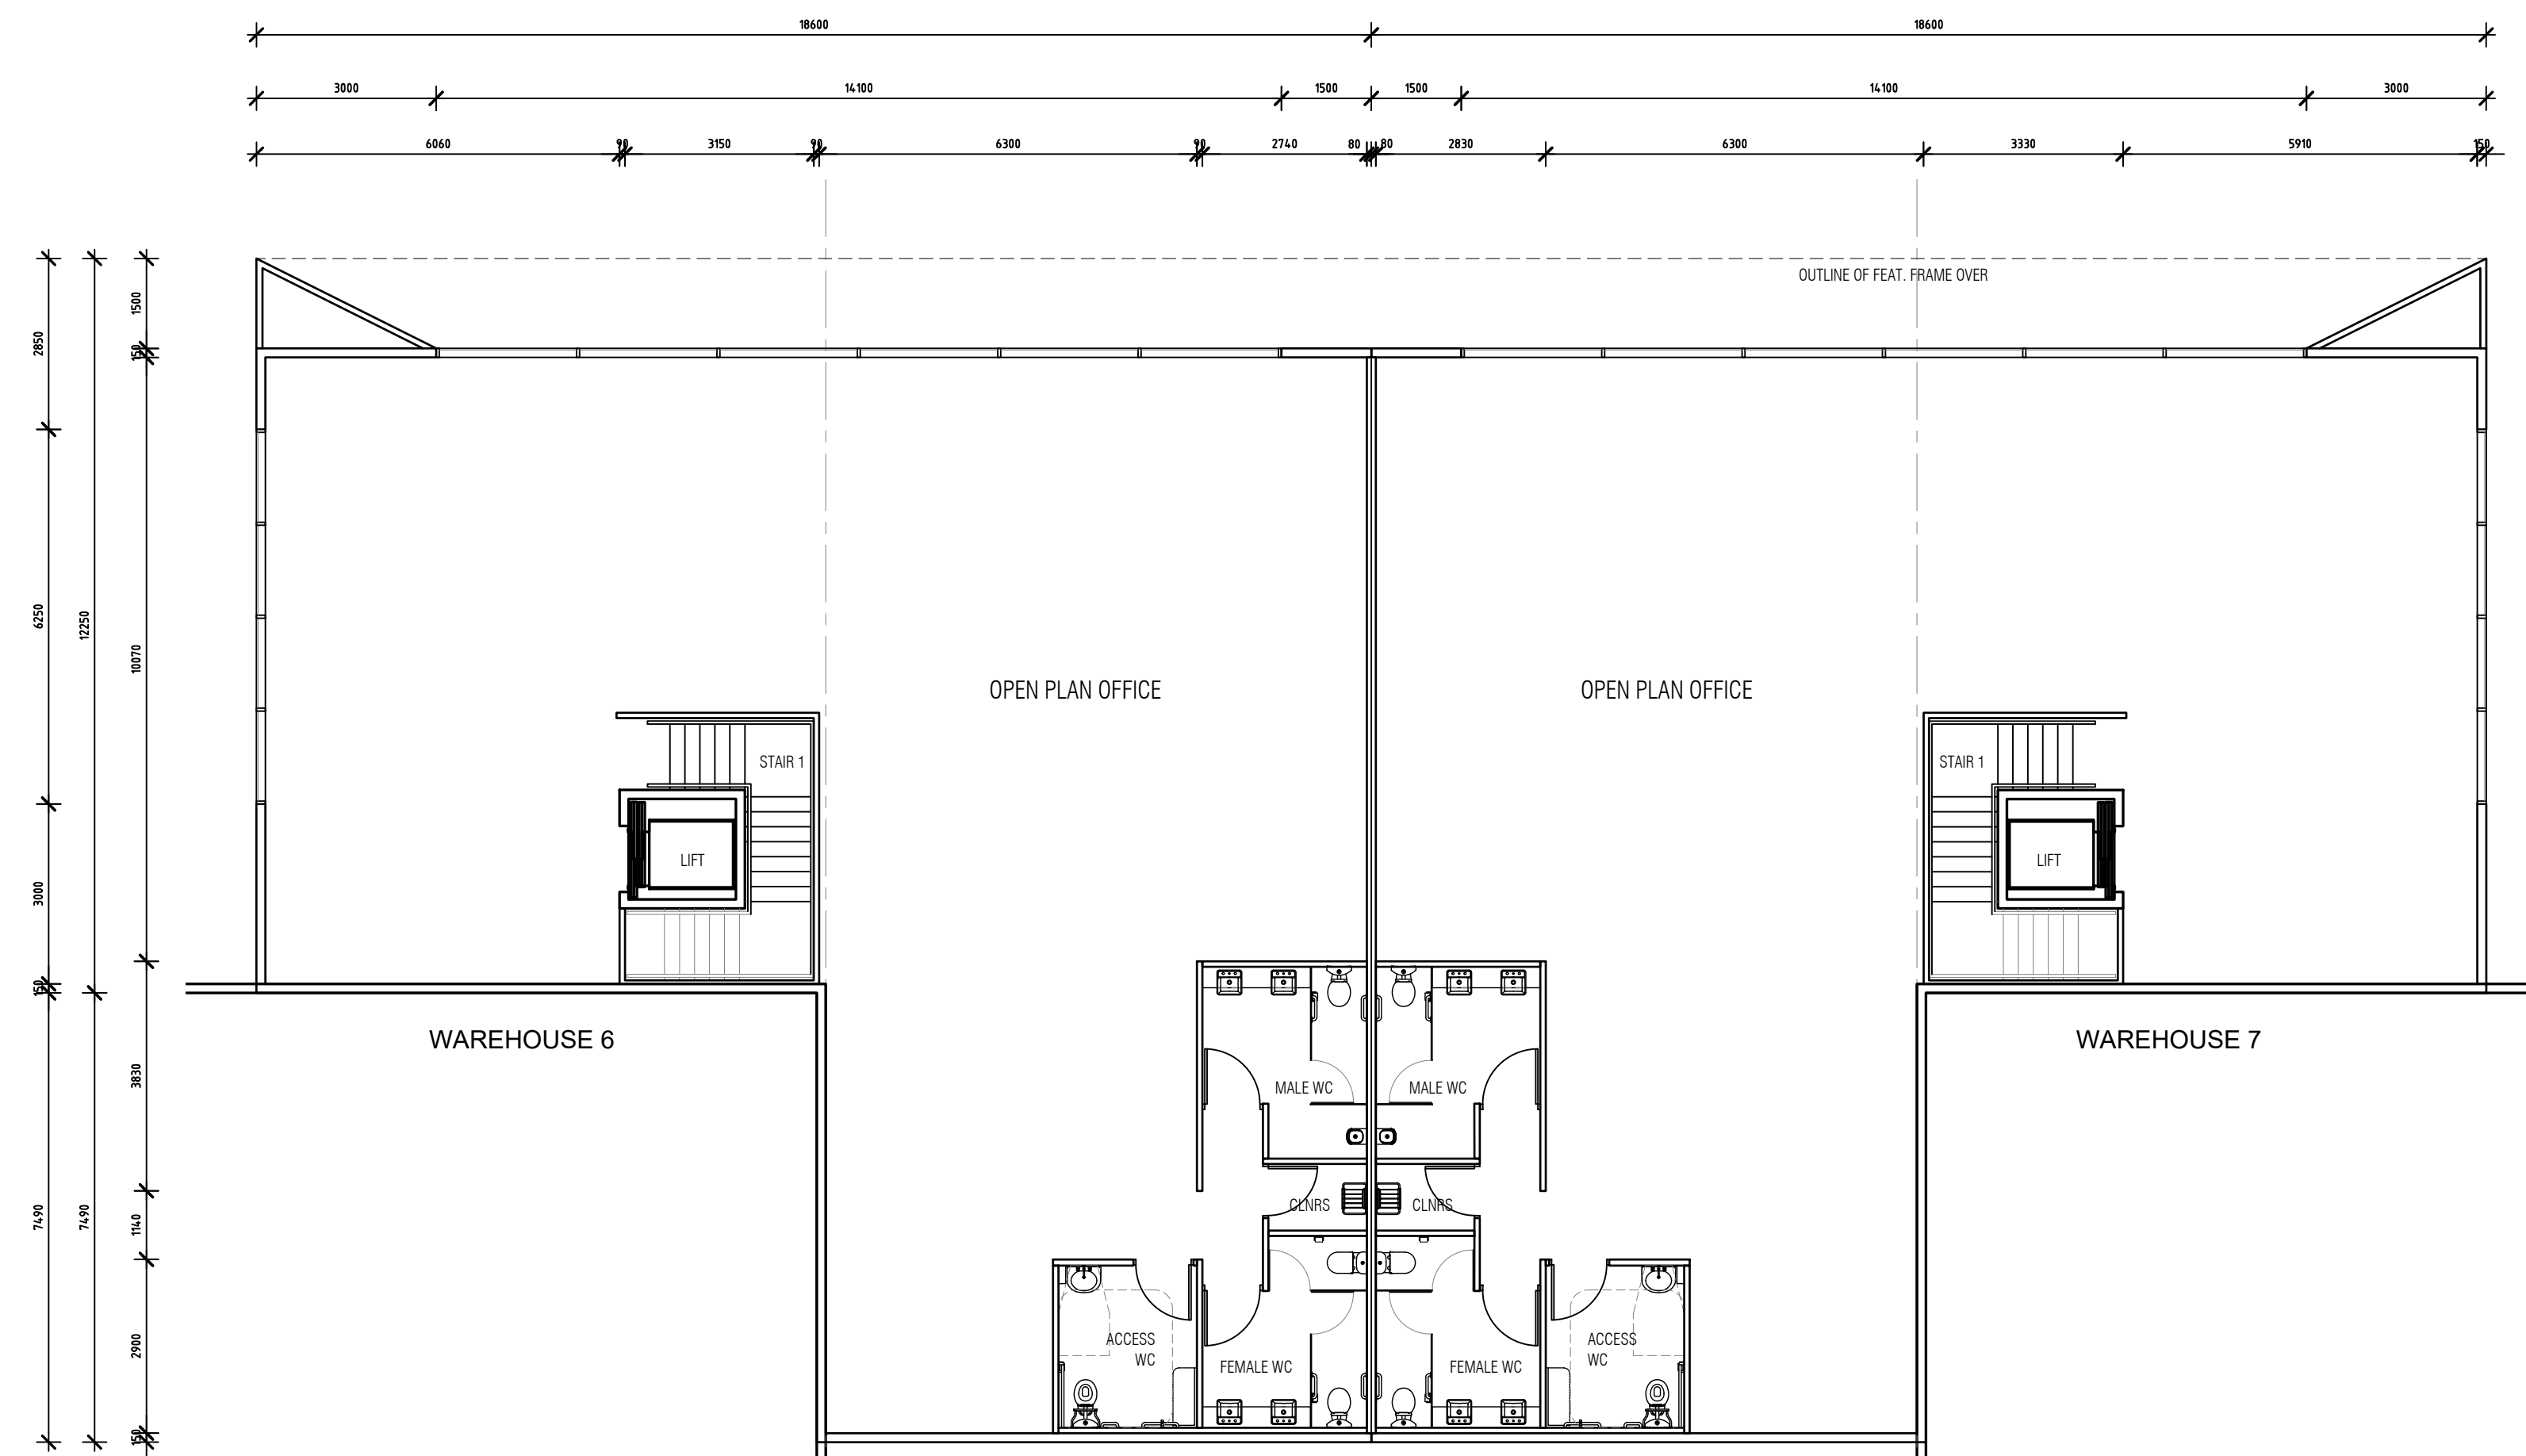 18600 18600
3000 14100 1500 1500 14100 3000
6060 90 3150 90 6300 90 2740 80 80 2830 6300 3330 5910 150
OUTLINE OF FEAT. FRAME OVER
1500
2850
150
6250
12250
10070
OPEN PLAN OFFICE OPEN PLAN OFFICE
STAIR 1 STAIR 1
LIFT LIFT
3000
150
WAREHOUSE 6 WAREHOUSE 7
3830
MALE WC MALE WC
CLNRS CLNRS
7490
7490
1140
2900
ACCESS ACCESS
WC WC
FEMALE WC FEMALE WC
150